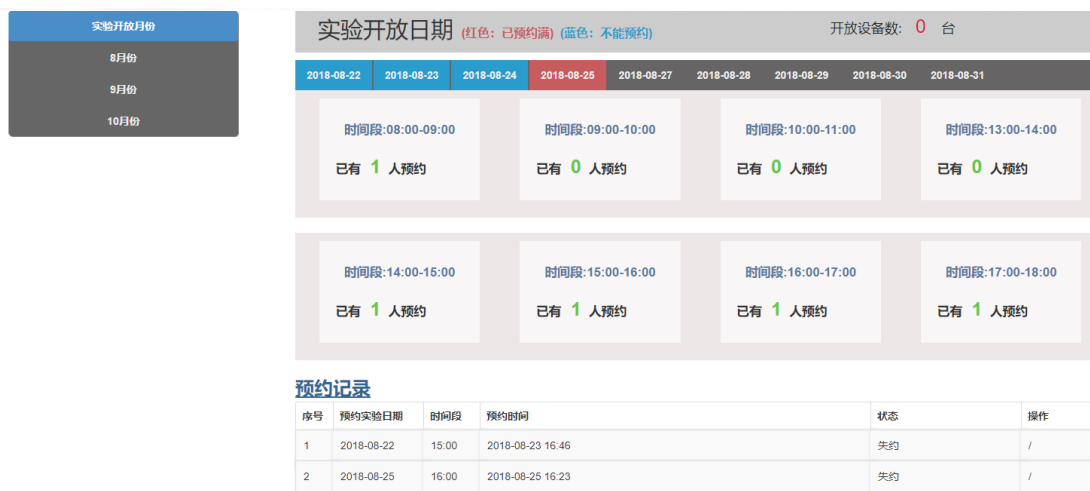 实验开放月份
8月份
9月份
10月份
实验开放日期 (红色：已预约满) (蓝色：不能预约) 开放设备数: 0 台
2018-08-22 2018-08-23 2018-08-24 2018-08-25 2018-08-27 2018-08-28 2018-08-29 2018-08-30 2018-08-31
时间段:08:00-09:00 时间段:09:00-10:00 时间段:10:00-11:00 时间段:13:00-14:00
已有 1 人预约 已有 0 人预约 已有 0 人预约 已有 0 人预约
时间段:14:00-15:00 时间段:15:00-16:00 时间段:16:00-17:00 时间段:17:00-18:00
已有 1 人预约 已有 1 人预约 已有 1 人预约 已有 1 人预约
预约记录
序号 预约实验日期 时间段 预约时间 状态 操作
1 2018-08-22 15:00 2018-08-23 16:46 失约 /
2 2018-08-25 16:00 2018-08-25 16:23 失约 /